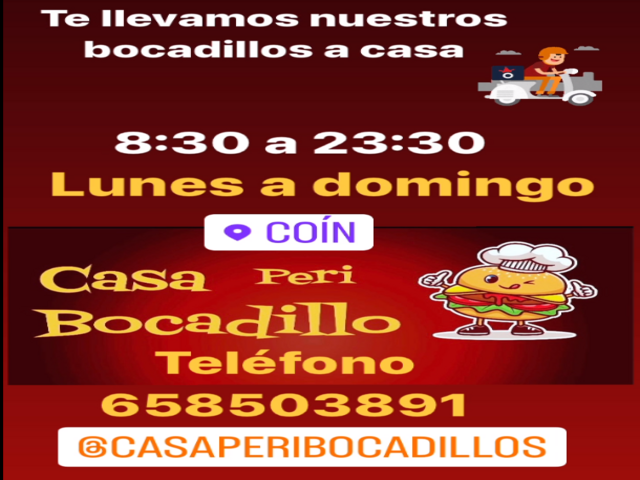 Te llevamos nuestros
bocadillos a casa
8:30 a 23:30
Lunes a domingo
COÍN
Casa Peri
Bocadillo
Teléfono
658503891
@CASAPERIBOCADILLOS